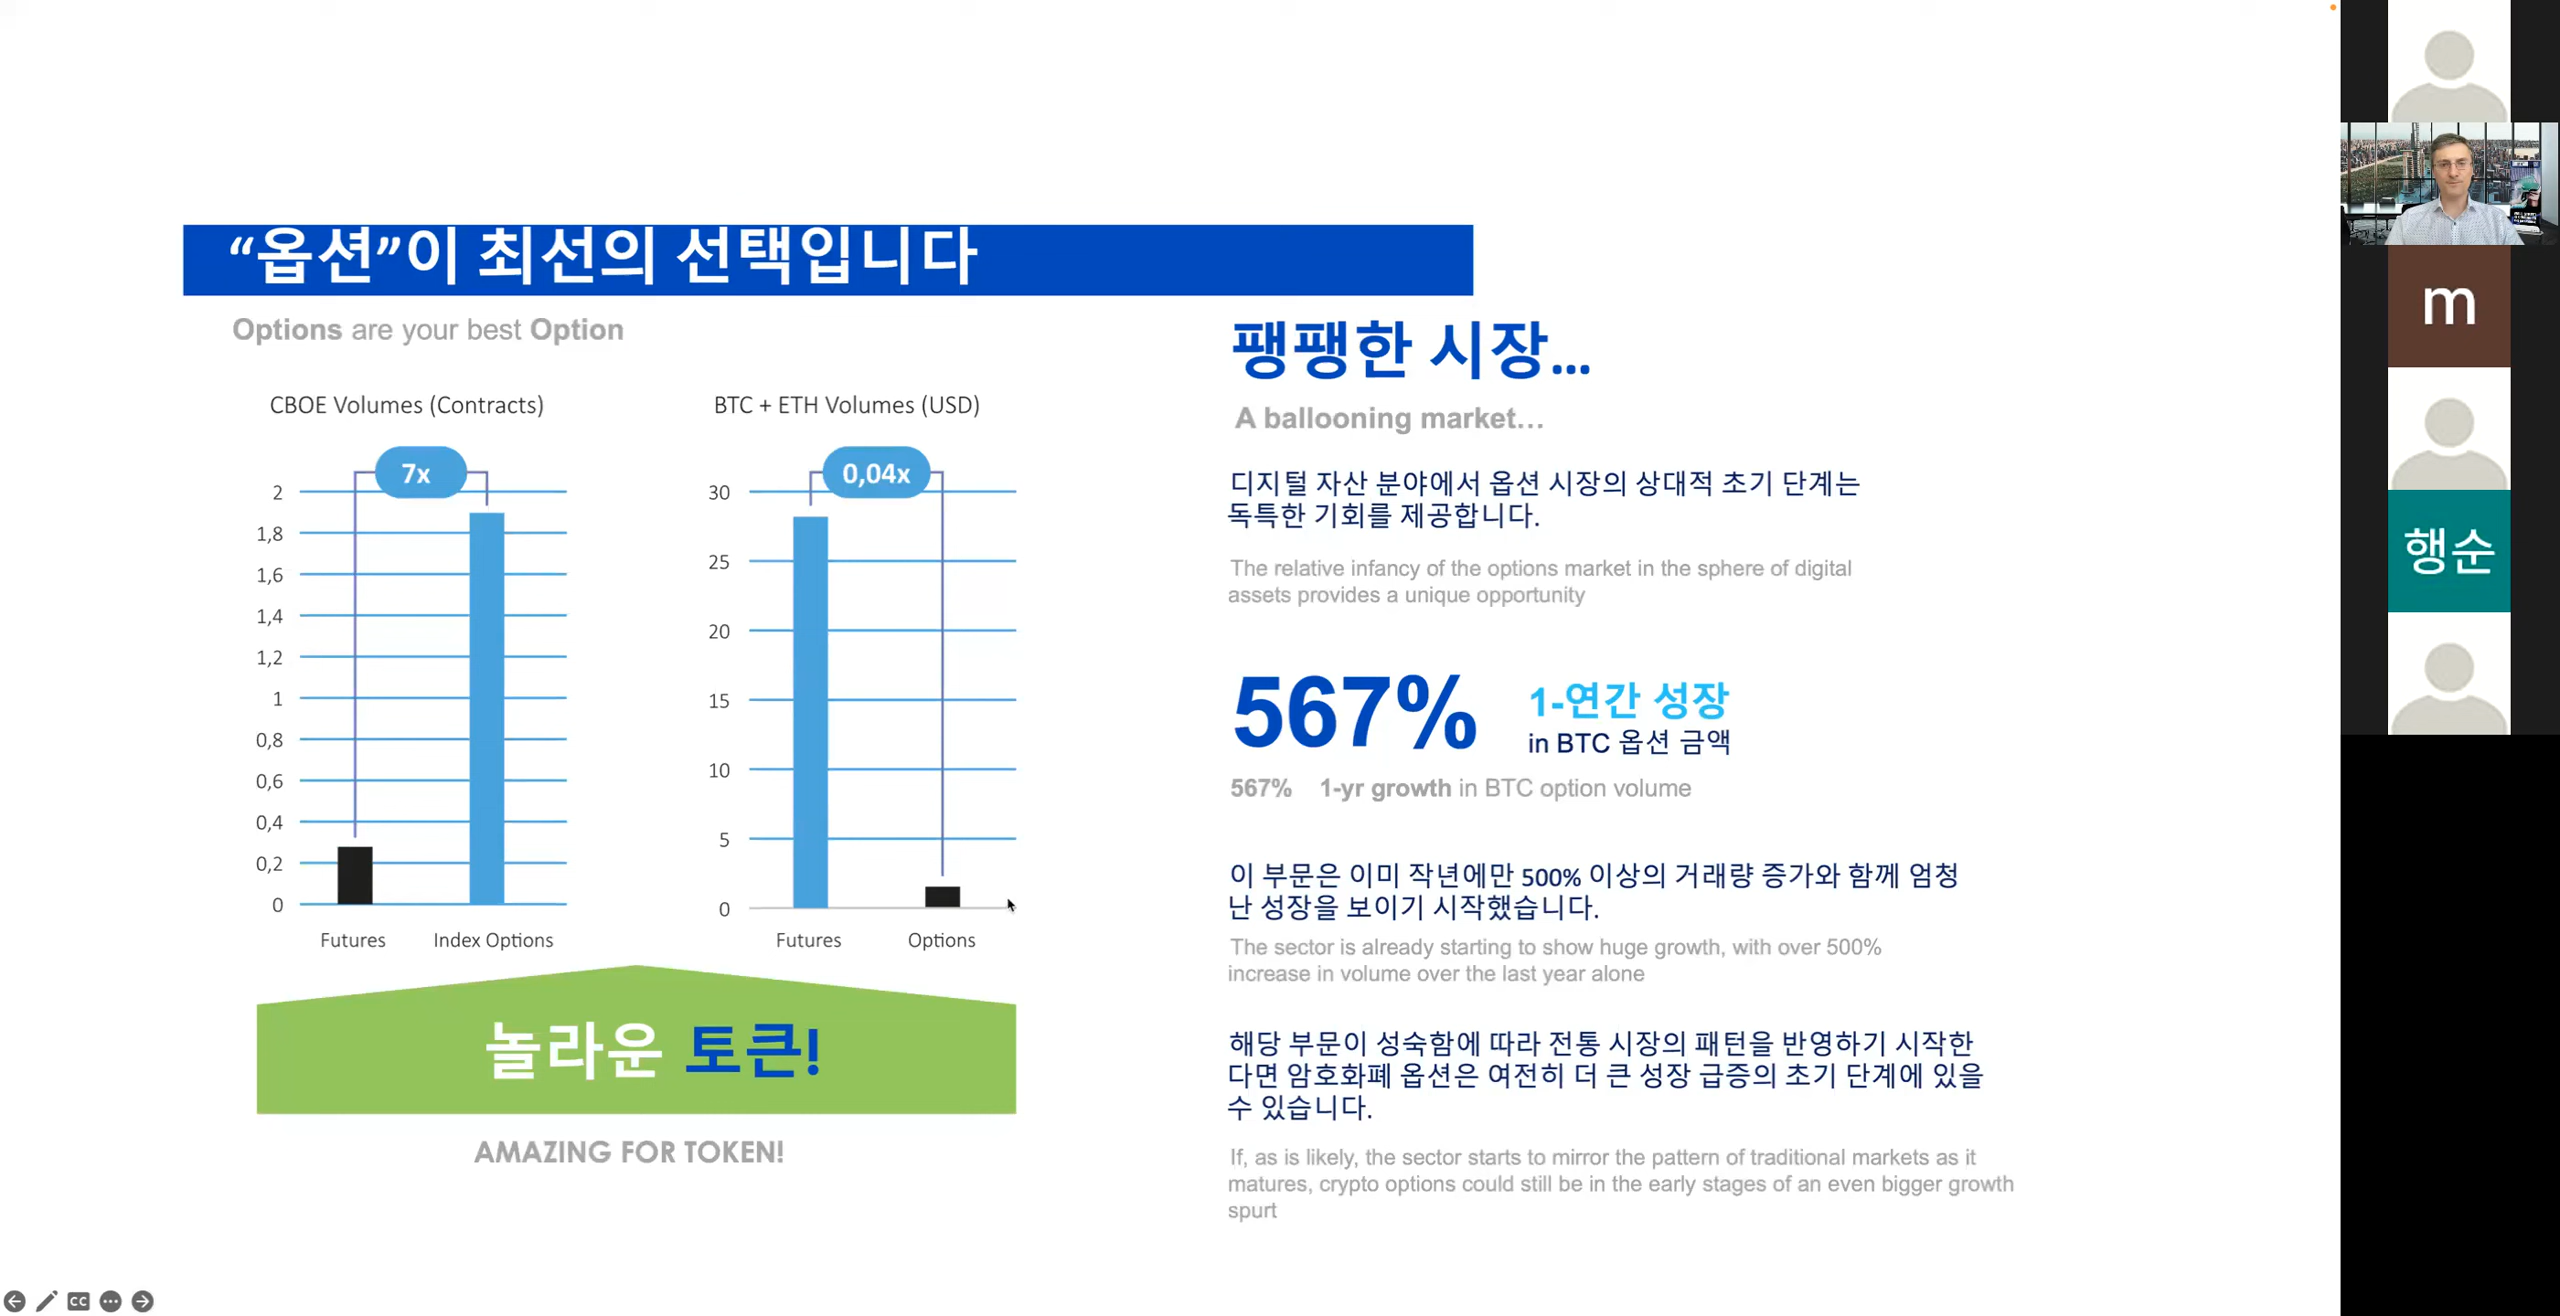 “옵션”이 최선의 선택입니다
Options are your best Option
CBOE Volumes (Contracts)
7x
2
1,8
1,6
1,4
1,2
1
0,8
0,6
0,4
0,2
0
Futures
Index Options
BTC + ETH Volumes (USD)
0,04x
30
25
20
15
10
5
0
Futures
Options
놀라운 토큰!
AMAZING FOR TOKEN!
팽팽한 시장...
A ballooning market...
디지털 자산 분야에서 옵션 시장의 상대적 초기 단계는
독특한 기회를 제공합니다.
The relative infancy of the options market in the sphere of digital
assets provides a unique opportunity
567%
1-연간 성장
in BTC 옵션 금액
567% 1-yr growth in BTC option volume
이 부문은 이미 작년에만 500% 이상의 거래량 증가와 함께 엄청
난 성장을 보이기 시작했습니다.
The sector is already starting to show huge growth, with over 500%
increase in volume over the last year alone
해당 부문이 성숙함에 따라 전통 시장의 패턴을 반영하기 시작한
다면 암호화폐 옵션은 여전히 더 큰 성장 급증의 초기 단계에 있을
수 있습니다.
If, as is likely, the sector starts to mirror the pattern of traditional markets as it
matures, crypto options could still be in the early stages of an even bigger growth
spurt
m
행순
CC